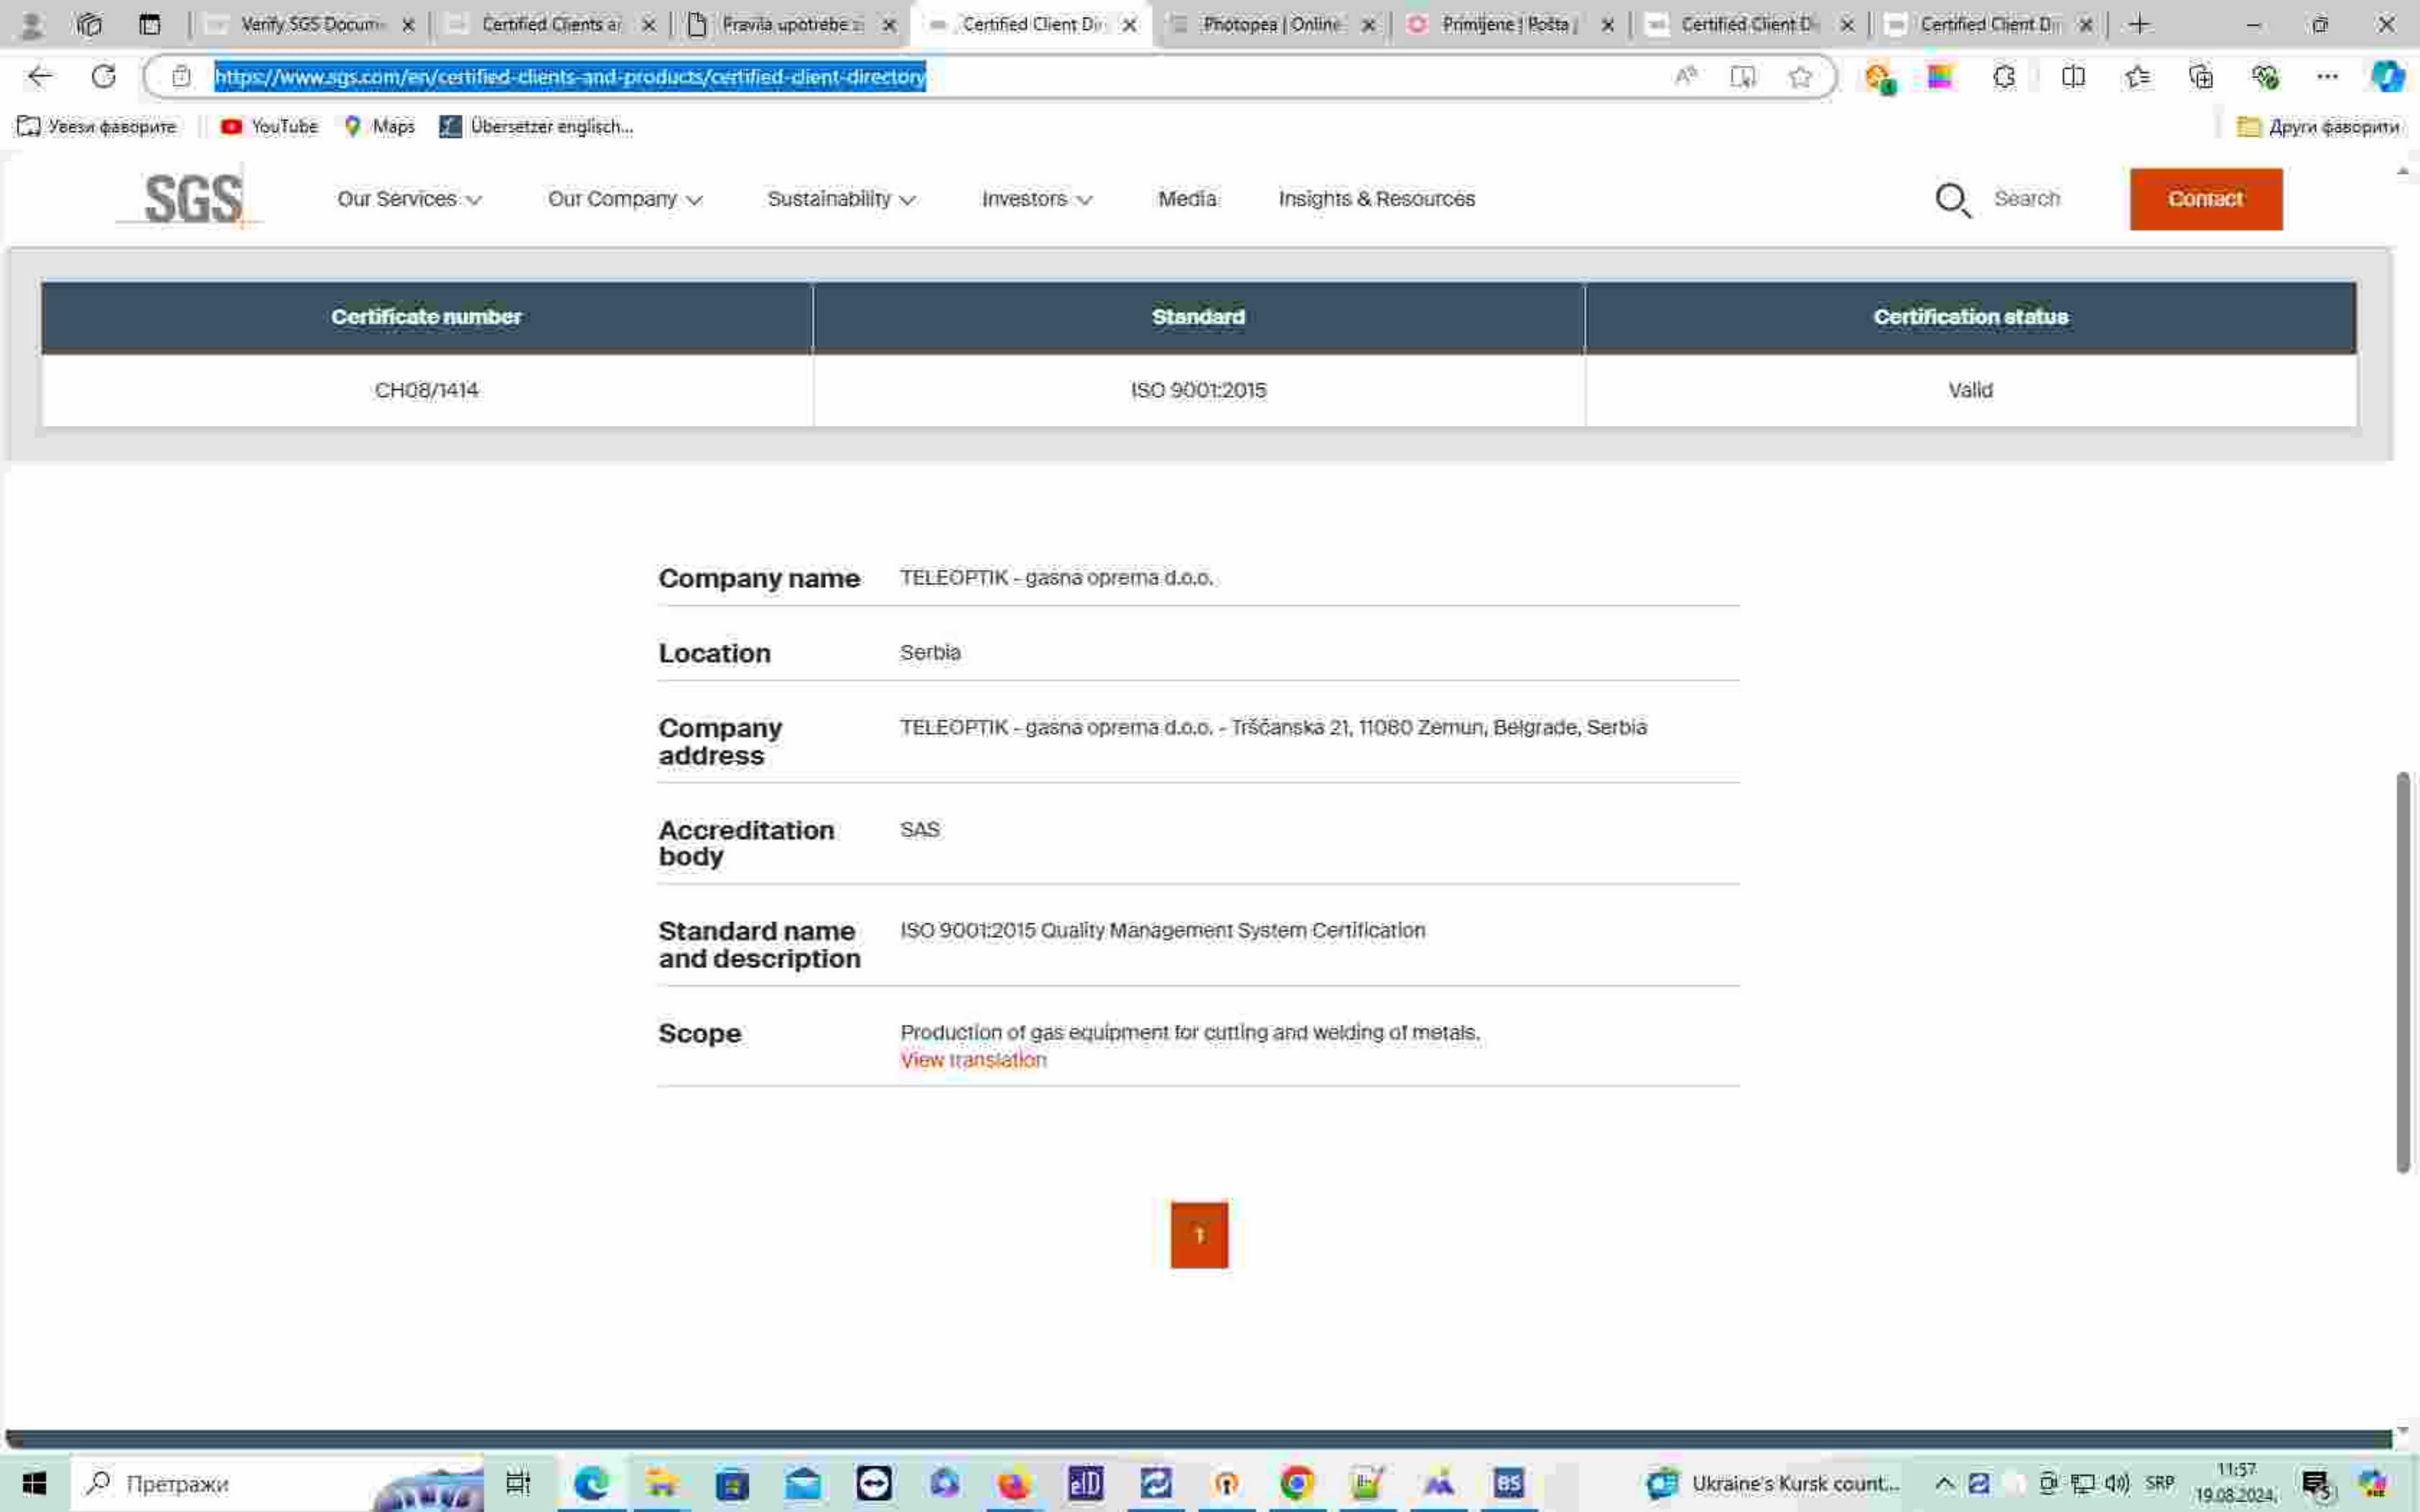 Verify SGS Docum
Certified Clients ar
Pravila upotrebe z
Certified Client Di
Photopea | Online
Primljene | Pošta |
Certified Client D
Certified Client Di
https://www.sgs.com/en/certified-clients-and-products/certified-client-directory
Увези фаворите
YouTube
Maps
Übersetzer englisch...
Други фаворити
SGS
Our Services
Our Company
Sustainability
Investors
Media
Insights & Resources
Search
Contact
Certificate number
Standard
Certification status
CH08/1414
ISO 9001:2015
Valid
Company name
TELEOPTIK - gasna oprema d.o.o.
Location
Serbia
Company address
TELEOPTIK - gasna oprema d.o.o. - Tršćanska 21, 11080 Zemun, Belgrade, Serbia
Accreditation body
SAS
Standard name and description
ISO 9001:2015 Quality Management System Certification
Scope
Production of gas equipment for cutting and welding of metals.
View translation
1
Претражи
eID
Ukraine's Kursk count...
SRP
11:57
19.08.2024.
5